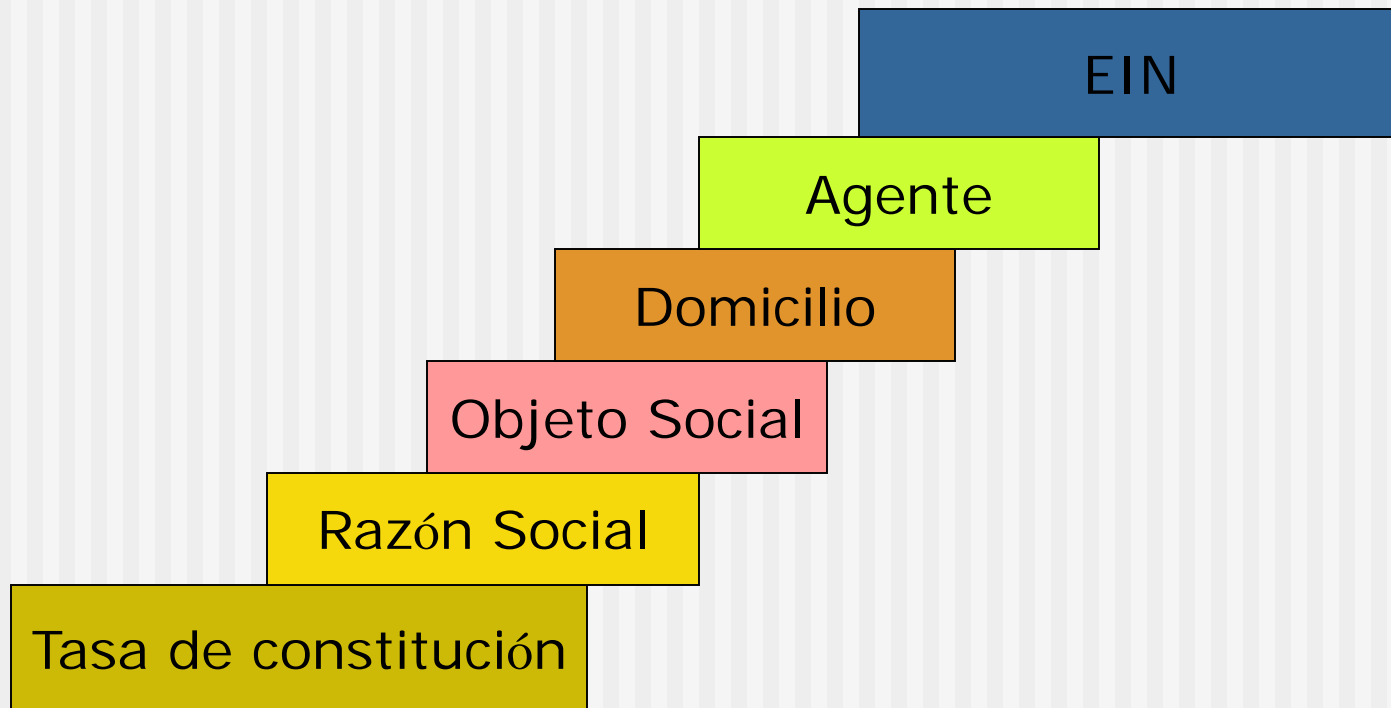 EIN
Agente
Domicilio
Objeto Social
Razón Social
Tasa de constitución